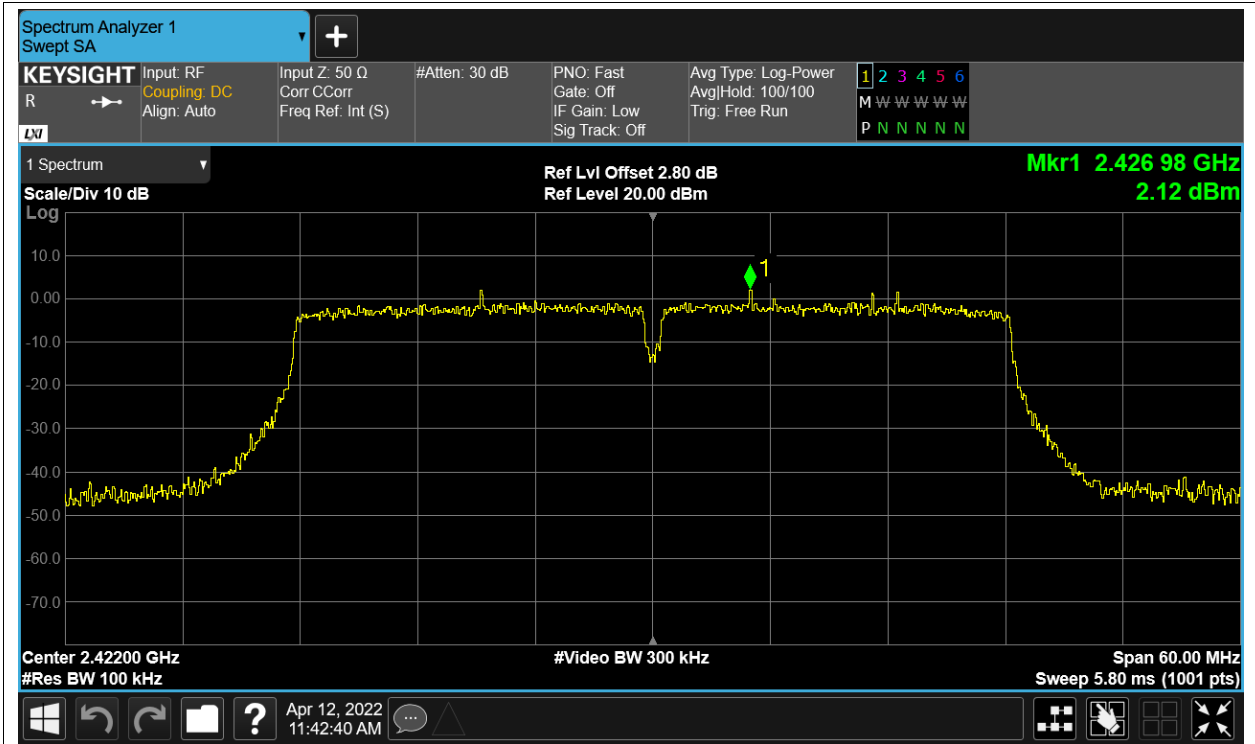 Spectrum Analyzer 1
Swept SA
+
KEYSIGHT
R
LXI
Input: RF
Coupling: DC
Align: Auto
Input Z: 50 Ω
Corr CCorr
Freq Ref: Int (S)
#Atten: 30 dB
PNO: Fast
Gate: Off
IF Gain: Low
Sig Track: Off
Avg Type: Log-Power
Avg|Hold: 100/100
Trig: Free Run
1 2 3 4 5 6
M W W W W W
P N N N N N
1 Spectrum
Scale/Div 10 dB
Log
Ref Lvl Offset 2.80 dB
Ref Level 20.00 dBm
Mkr1 2.426 98 GHz
2.12 dBm
1
10.0
0.00
-10.0
-20.0
-30.0
-40.0
-50.0
-60.0
-70.0
Center 2.42200 GHz
#Res BW 100 kHz
#Video BW 300 kHz
Span 60.00 MHz
Sweep 5.80 ms (1001 pts)
?
Apr 12, 2022
11:42:40 AM